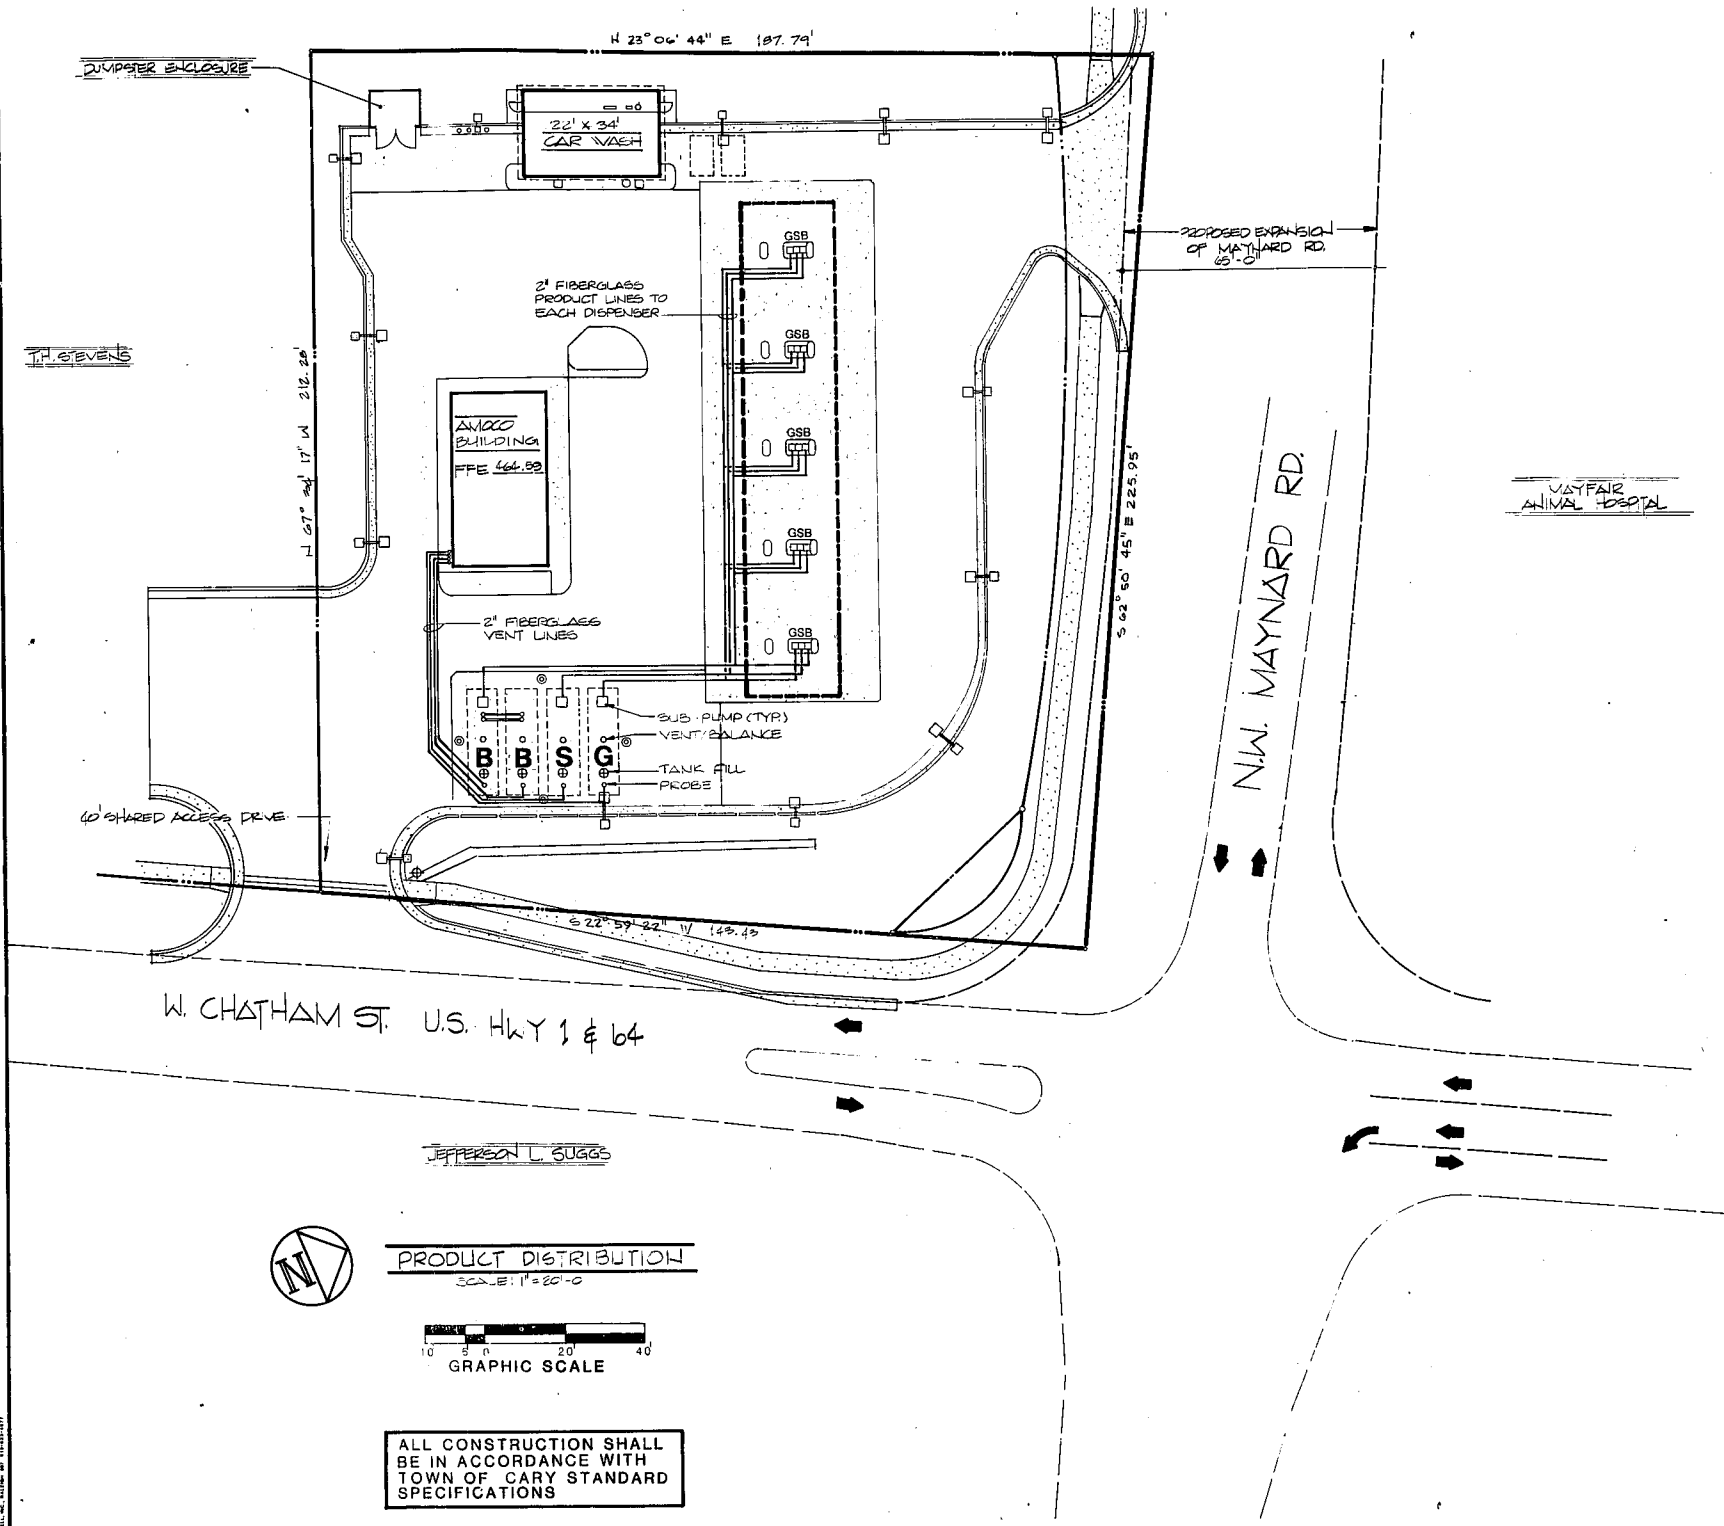 N 23° 06' 44" E 187.79'
DUMPSTER ENCLOSURE
22' X 34'
CAR WASH
PROPOSED EXPANSION
OF MAYNARD RD.
65'-0"
GSB
2" FIBERGLASS
PRODUCT LINES TO
EACH DISPENSER
GSB
T.H. STEVENS
N 67° 34' 17" W 212.28'
AMOCO
BUILDING
FFE 464.59
GSB
S 62° 50' 45" E 225.95'
N.W. MAYNARD RD.
MAYFAIR
ANIMAL HOSPITAL
GSB
2" FIBERGLASS
VENT LINES
GSB
SUB PUMP (TYP.)
VENT/BALANCE
B B S G
TANK FILL
PROBE
40' SHARED ACCESS DRIVE
S 22° 59' 22" W 143.43
W. CHATHAM ST. U.S. HWY 1 & 64
JEFFERSON L. SUGGS
N
PRODUCT DISTRIBUTION
SCALE: 1"=20'-0
10 5 0 20' 40'
GRAPHIC SCALE
ALL CONSTRUCTION SHALL
BE IN ACCORDANCE WITH
TOWN OF CARY STANDARD
SPECIFICATIONS